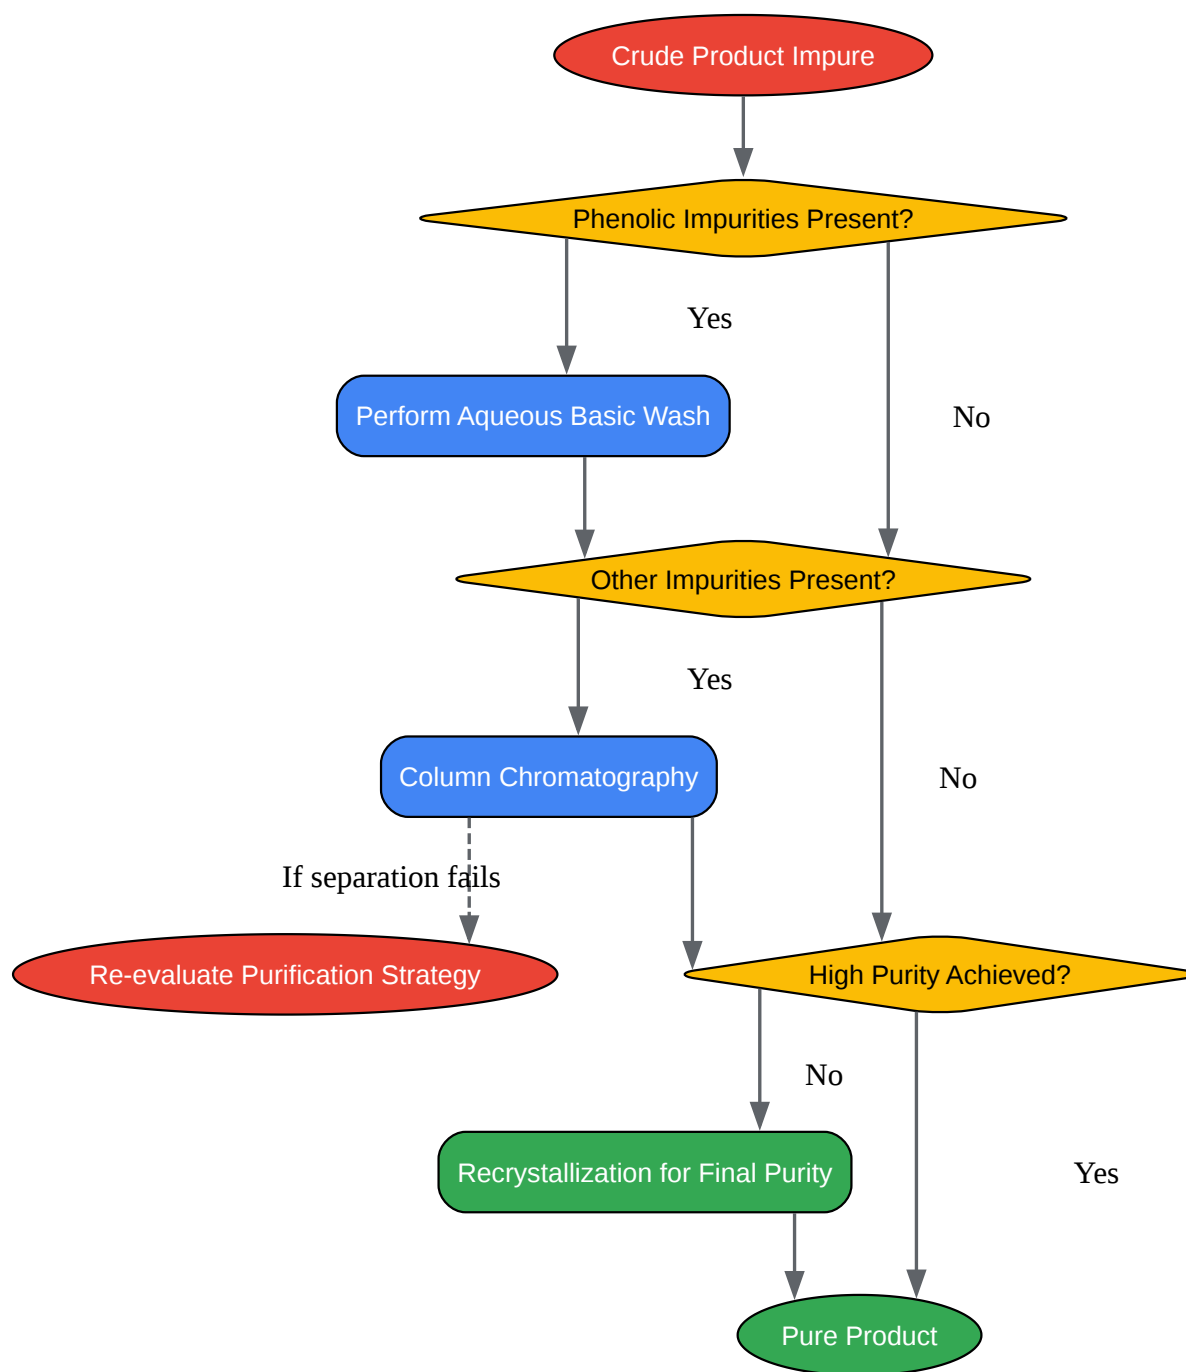 Crude Product Impure
Phenolic Impurities Present?
Yes
Perform Aqueous Basic Wash
No
Other Impurities Present?
Yes
Column Chromatography
No
If separation fails
Re-evaluate Purification Strategy
High Purity Achieved?
No
Recrystallization for Final Purity
Yes
Pure Product